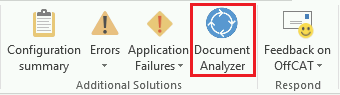 Configuration
summary
Errors
Application
Failures
Document
Analyzer
Feedback on
OffCAT
Additional Solutions
Respond